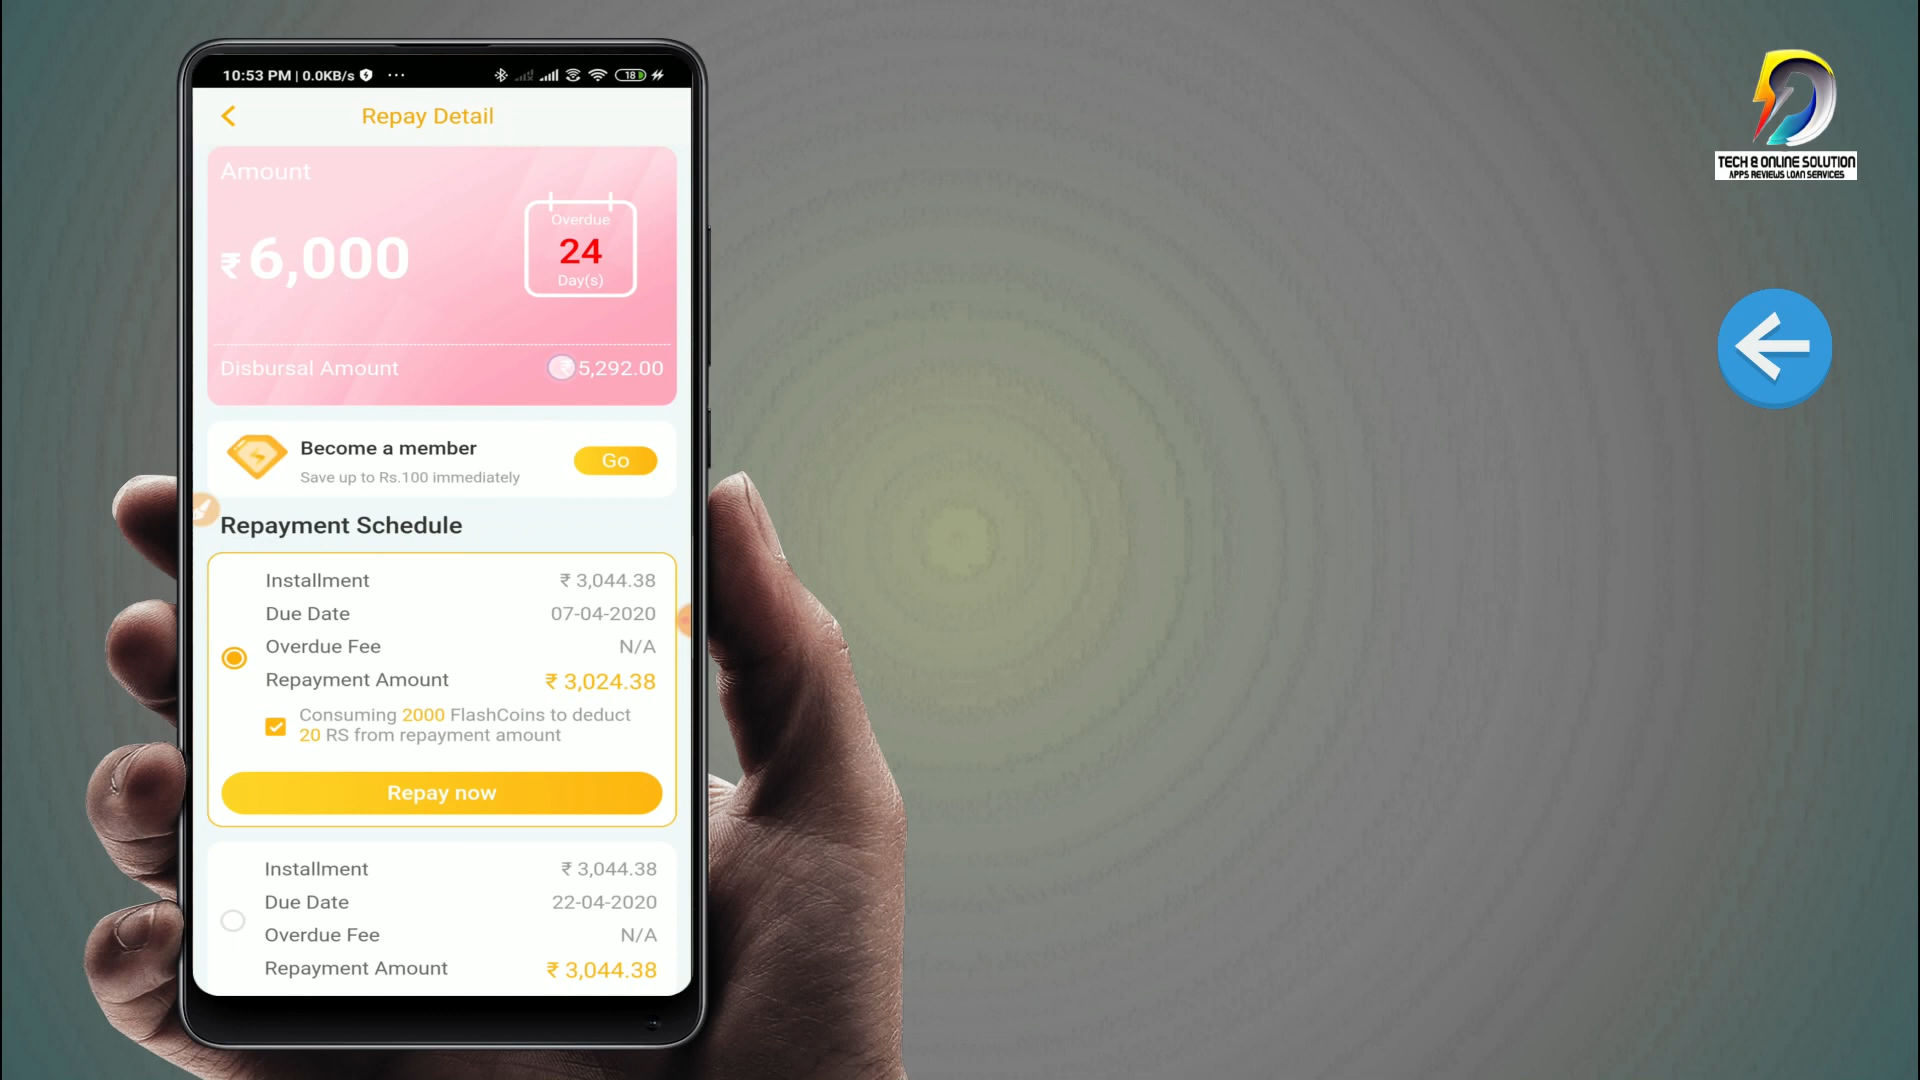 10:53 PM | 0.0KB/s ···
18
Repay Detail
Amount
₹ 6,000
Overdue
24
Day(s)
Disbursal Amount ₹ 5,292.00
Become a member
Save up to Rs.100 immediately
Go
Repayment Schedule
Installment ₹ 3,044.38
Due Date 07-04-2020
Overdue Fee N/A
Repayment Amount ₹ 3,024.38
Consuming 2000 FlashCoins to deduct
20 RS from repayment amount
Repay now
Installment ₹ 3,044.38
Due Date 22-04-2020
Overdue Fee N/A
Repayment Amount ₹ 3,044.38
TECH & ONLINE SOLUTION
APPS REVIEWS LOAN SERVICES